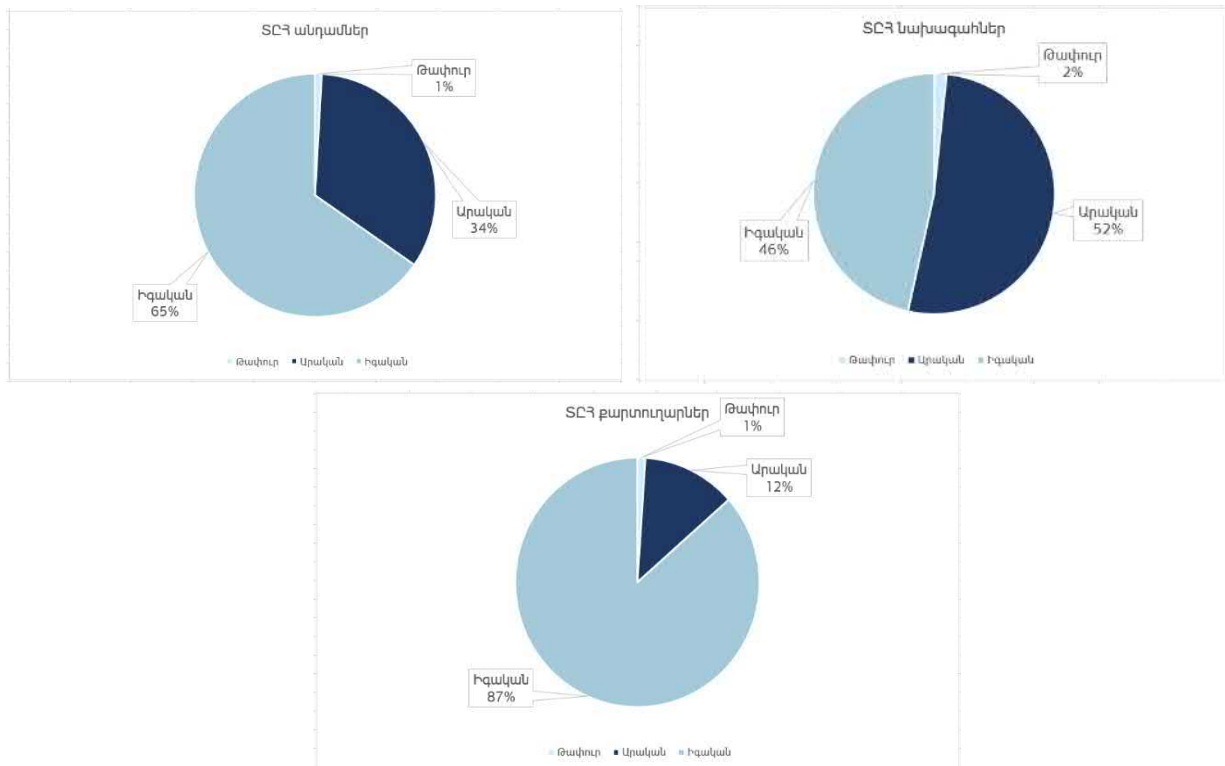 ՏԸՀ անդամներ
Թափուր
1%
Արական
34%
Իգական
65%
Թափուր Արական Իգական
ՏԸՀ նախագահներ
Թափուր
2%
Արական
52%
Իգական
46%
Թափուր Արական Իգական
ՏԸՀ քարտուղարներ
Թափուր
1%
Արական
12%
Իգական
87%
Թափուր Արական Իգական